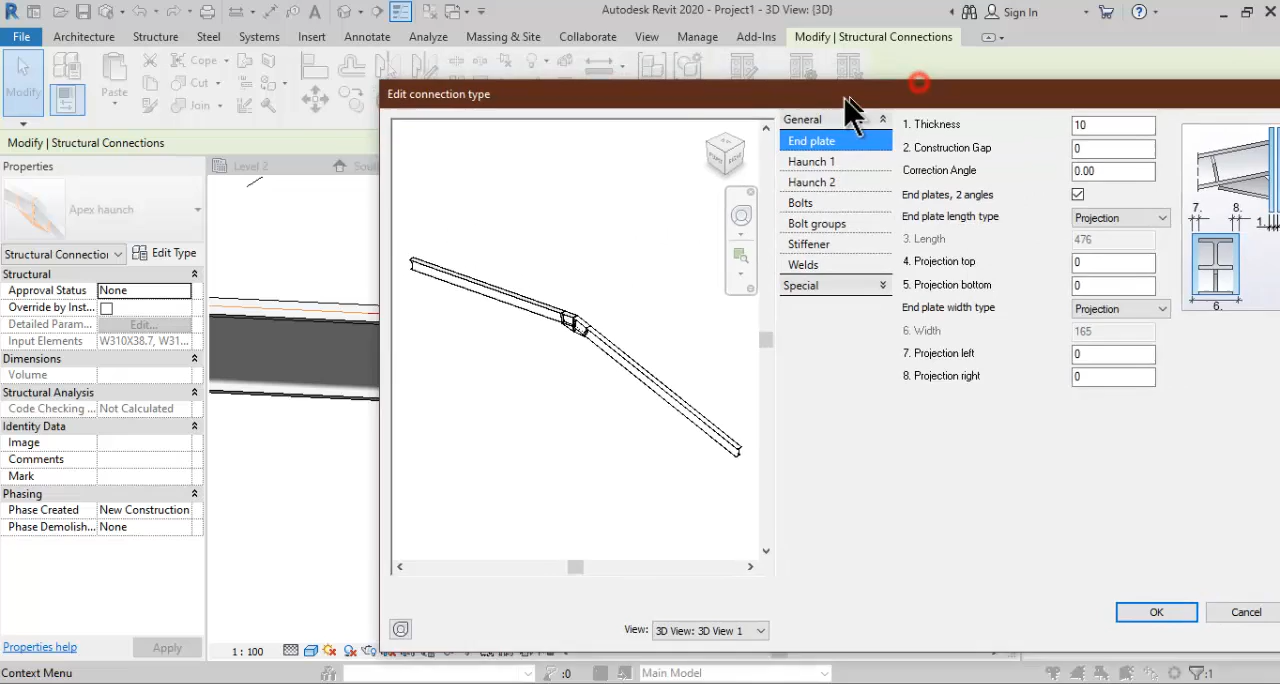 Autodesk Revit 2020 - Project1 - 3D View: {3D}
Sign In
File Architecture Structure Steel Systems Insert Annotate Analyze Massing & Site Collaborate View Manage Add-Ins Modify | Structural Connections
Modify
Paste
Cope
Cut
Join
Modify | Structural Connections
Properties
Apex haunch
Structural Connectior
Edit Type
Structural
Approval Status None
Override by Inst...
Detailed Param... Edit...
Input Elements W310X38.7, W31...
Dimensions
Volume
Structural Analysis
Code Checking ... Not Calculated
Identity Data
Image
Comments
Mark
Phasing
Phase Created New Construction
Phase Demolish... None
Properties help
Apply
Level 2
Edit connection type
General
End plate
Haunch 1
Haunch 2
Bolts
Bolt groups
Stiffener
Welds
Special
1. Thickness 10
2. Construction Gap 0
Correction Angle 0.00
End plates, 2 angles
End plate length type Projection
3. Length 476
4. Projection top 0
5. Projection bottom 0
End plate width type Projection
6. Width 165
7. Projection left 0
8. Projection right 0
7. 8. 1.
6.
OK
Cancel
View: 3D View: 3D View 1
1 : 100
Context Menu
:0
Main Model
:1